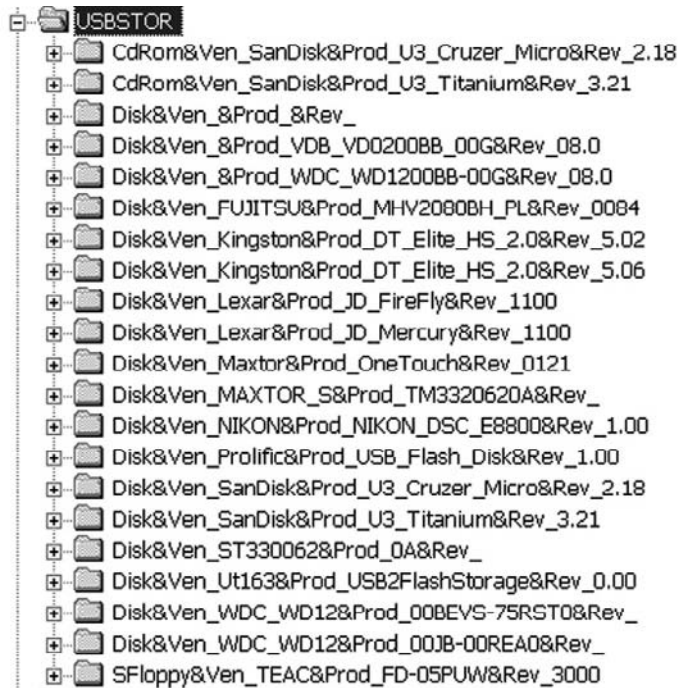 USBSTOR
CdRom&Ven_SanDisk&Prod_U3_Cruzer_Micro&Rev_2.18
CdRom&Ven_SanDisk&Prod_U3_Titanium&Rev_3.21
Disk&Ven_&Prod_&Rev_
Disk&Ven_&Prod_VDB_VD0200BB_00G&Rev_08.0
Disk&Ven_&Prod_WDC_WD1200BB-00G&Rev_08.0
Disk&Ven_FUJITSU&Prod_MHV2080BH_PL&Rev_0084
Disk&Ven_Kingston&Prod_DT_Elite_HS_2.0&Rev_5.02
Disk&Ven_Kingston&Prod_DT_Elite_HS_2.0&Rev_5.06
Disk&Ven_Lexar&Prod_JD_FireFly&Rev_1100
Disk&Ven_Lexar&Prod_JD_Mercury&Rev_1100
Disk&Ven_Maxtor&Prod_OneTouch&Rev_0121
Disk&Ven_MAXTOR_S&Prod_TM3320620A&Rev_
Disk&Ven_NIKON&Prod_NIKON_DSC_E8800&Rev_1.00
Disk&Ven_Prolific&Prod_USB_Flash_Disk&Rev_1.00
Disk&Ven_SanDisk&Prod_U3_Cruzer_Micro&Rev_2.18
Disk&Ven_SanDisk&Prod_U3_Titanium&Rev_3.21
Disk&Ven_ST330062&Prod_0A&Rev_
Disk&Ven_Ut163&Prod_USB2FlashStorage&Rev_0.00
Disk&Ven_WDC_WD12&Prod_00BEVS-75RST0&Rev_
Disk&Ven_WDC_WD12&Prod_00JB-00REA0&Rev_
SFloppy&Ven_TEAC&Prod_FD-05PUW&Rev_3000